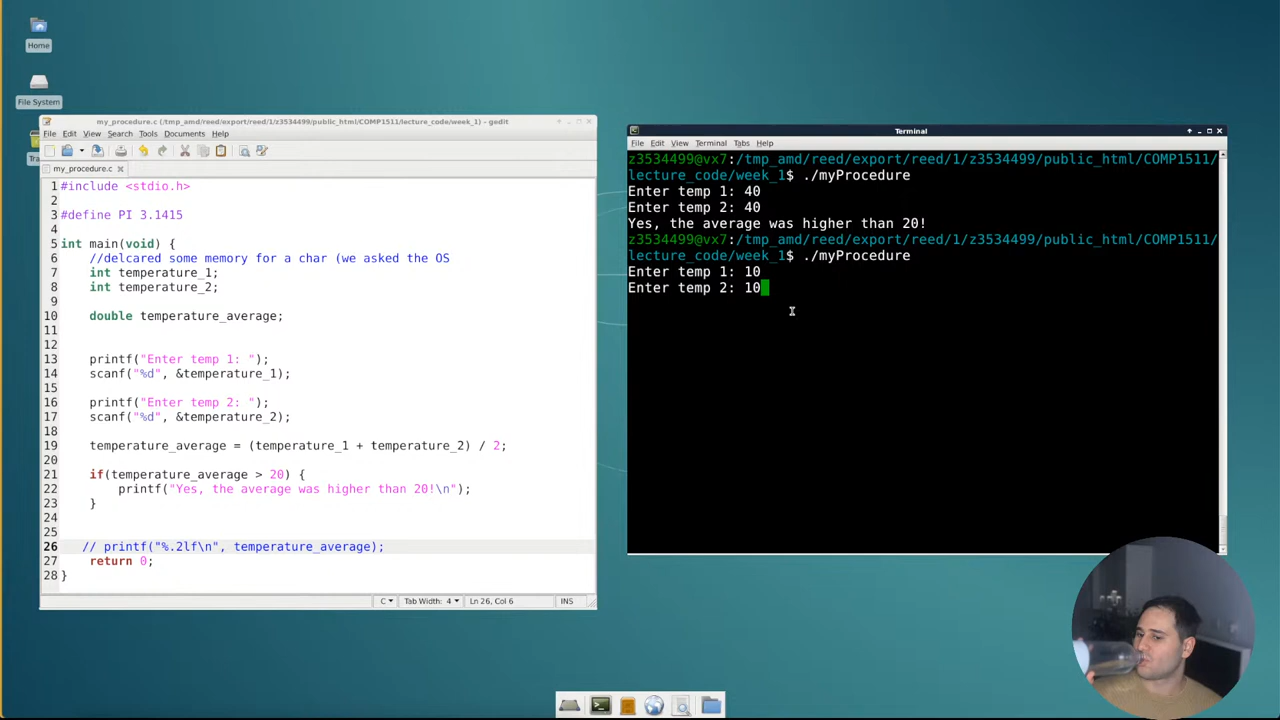 Home
File System
my_procedure.c (/tmp_amd/reed/export/reed/1/z3534499/public_html/COMP1511/lecture_code/week_1) - gedit
File Edit View Search Tools Documents Help
my_procedure.c
1 #include <stdio.h>
2
3 #define PI 3.1415
4
5 int main(void) {
6 //delcared some memory for a char (we asked the OS
7 int temperature_1;
8 int temperature_2;
9
10 double temperature_average;
11
12
13 printf("Enter temp 1: ");
14 scanf("%d", &temperature_1);
15
16 printf("Enter temp 2: ");
17 scanf("%d", &temperature_2);
18
19 temperature_average = (temperature_1 + temperature_2) / 2;
20
21 if(temperature_average > 20) {
22 printf("Yes, the average was higher than 20!\n");
23 }
24
25
26 // printf("%.2lf\n", temperature_average);
27 return 0;
28 }
C Tab Width: 4 Ln 26, Col 6 INS
Terminal
File Edit View Terminal Tabs Help
z3534499@vx7:/tmp_amd/reed/export/reed/1/z3534499/public_html/COMP1511/
lecture_code/week_1$ ./myProcedure
Enter temp 1: 40
Enter temp 2: 40
Yes, the average was higher than 20!
z3534499@vx7:/tmp_amd/reed/export/reed/1/z3534499/public_html/COMP1511/
lecture_code/week_1$ ./myProcedure
Enter temp 1: 10
Enter temp 2: 10